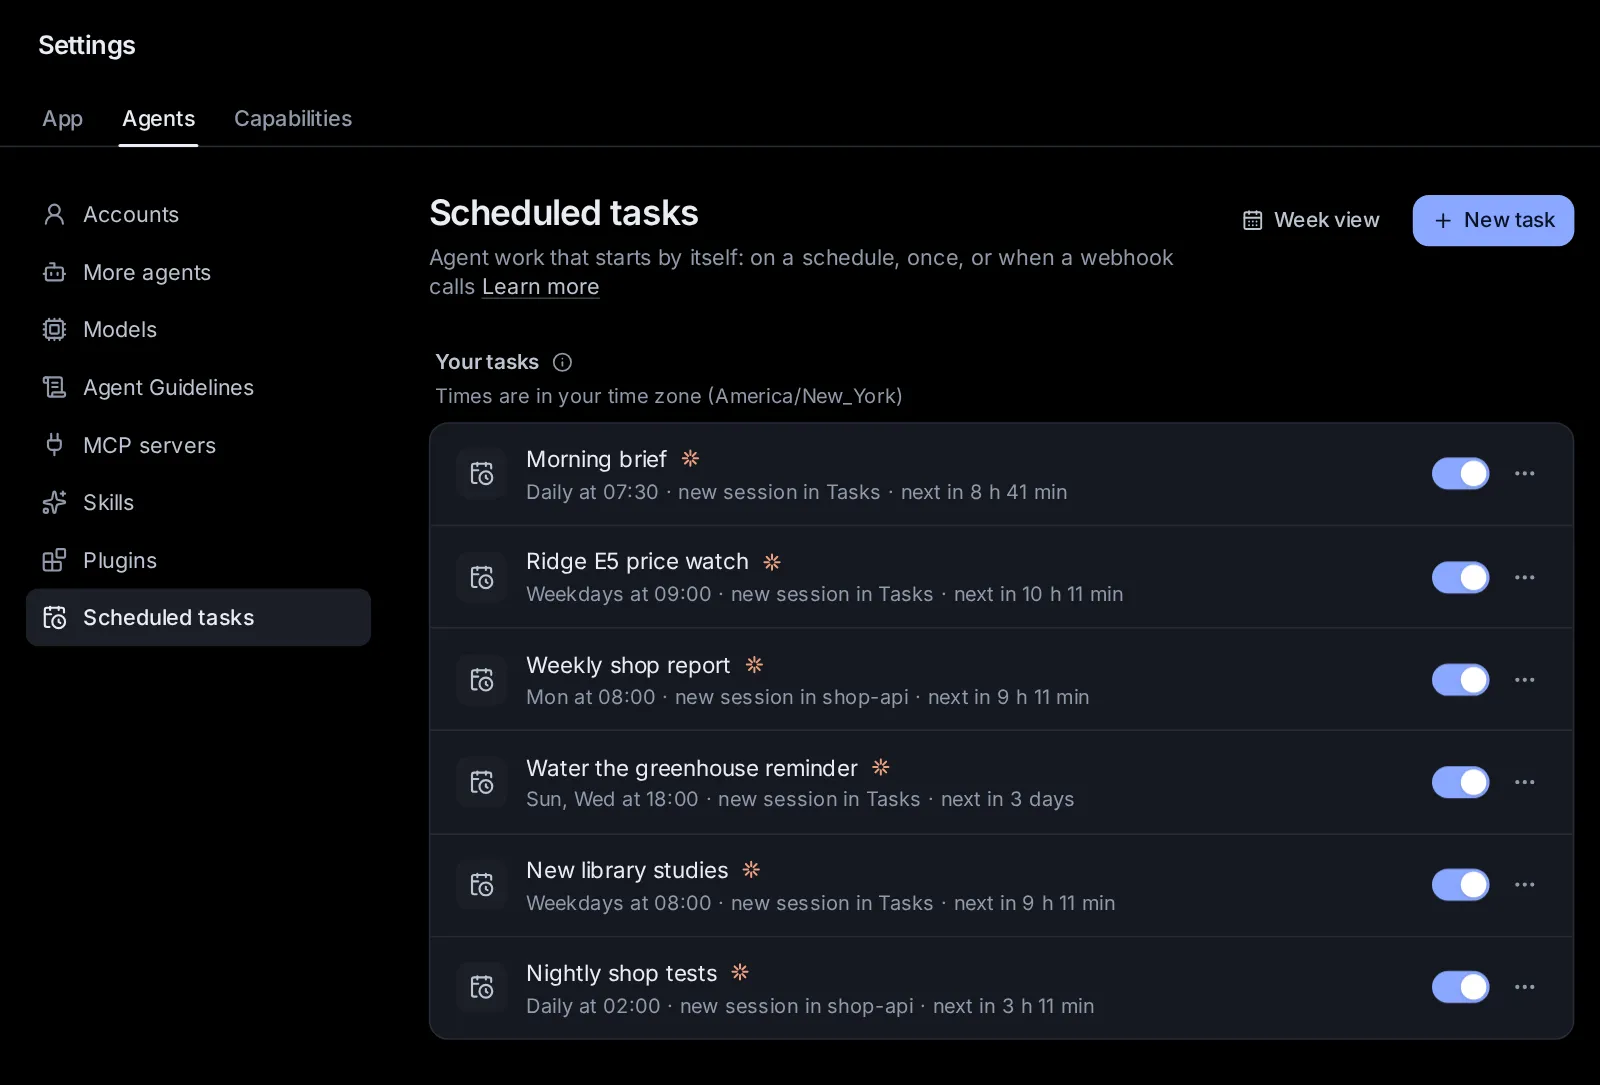 Settings
App
Agents
Capabilities
Accounts
More agents
Models
Agent Guidelines
MCP servers
Skills
Plugins
Scheduled tasks
Scheduled tasks
Agent work that starts by itself: on a schedule, once, or when a webhook
calls Learn more
Week view
+ New task
Your tasks
Times are in your time zone (America/New_York)
Morning brief
Daily at 07:30 · new session in Tasks · next in 8 h 41 min
Ridge E5 price watch
Weekdays at 09:00 · new session in Tasks · next in 10 h 11 min
Weekly shop report
Mon at 08:00 · new session in shop-api · next in 9 h 11 min
Water the greenhouse reminder
Sun, Wed at 18:00 · new session in Tasks · next in 3 days
New library studies
Weekdays at 08:00 · new session in Tasks · next in 9 h 11 min
Nightly shop tests
Daily at 02:00 · new session in shop-api · next in 3 h 11 min